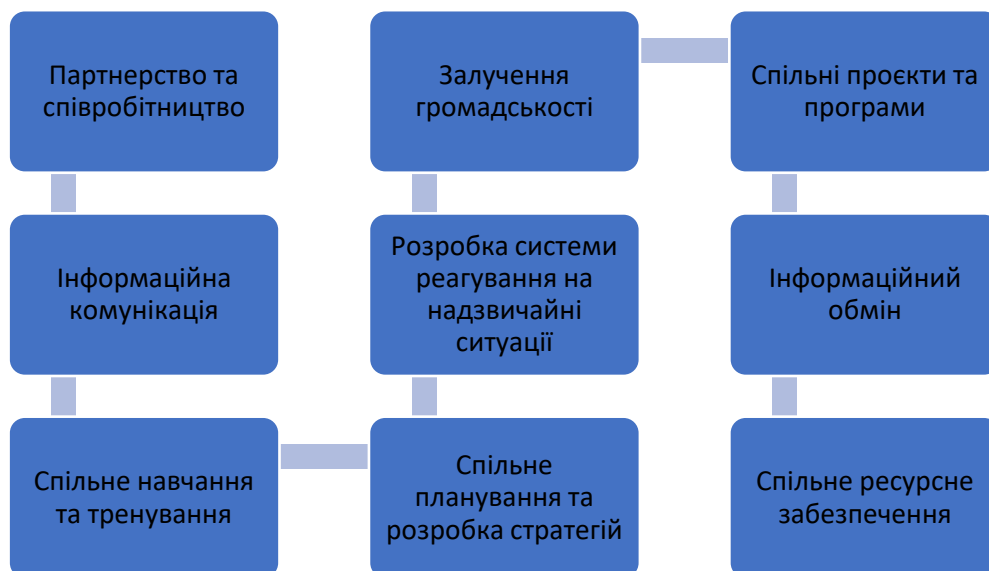 Партнерство та
співробітництво
Інформаційна
комунікація
Спільне навчання
та тренування
Спільне
планування та
розробка стратегій
Розробка системи
реагування на
надзвичайні
ситуації
Залучення
громадськості
Спільні проєкти та
програми
Інформаційний
обмін
Спільне ресурсне
забезпечення